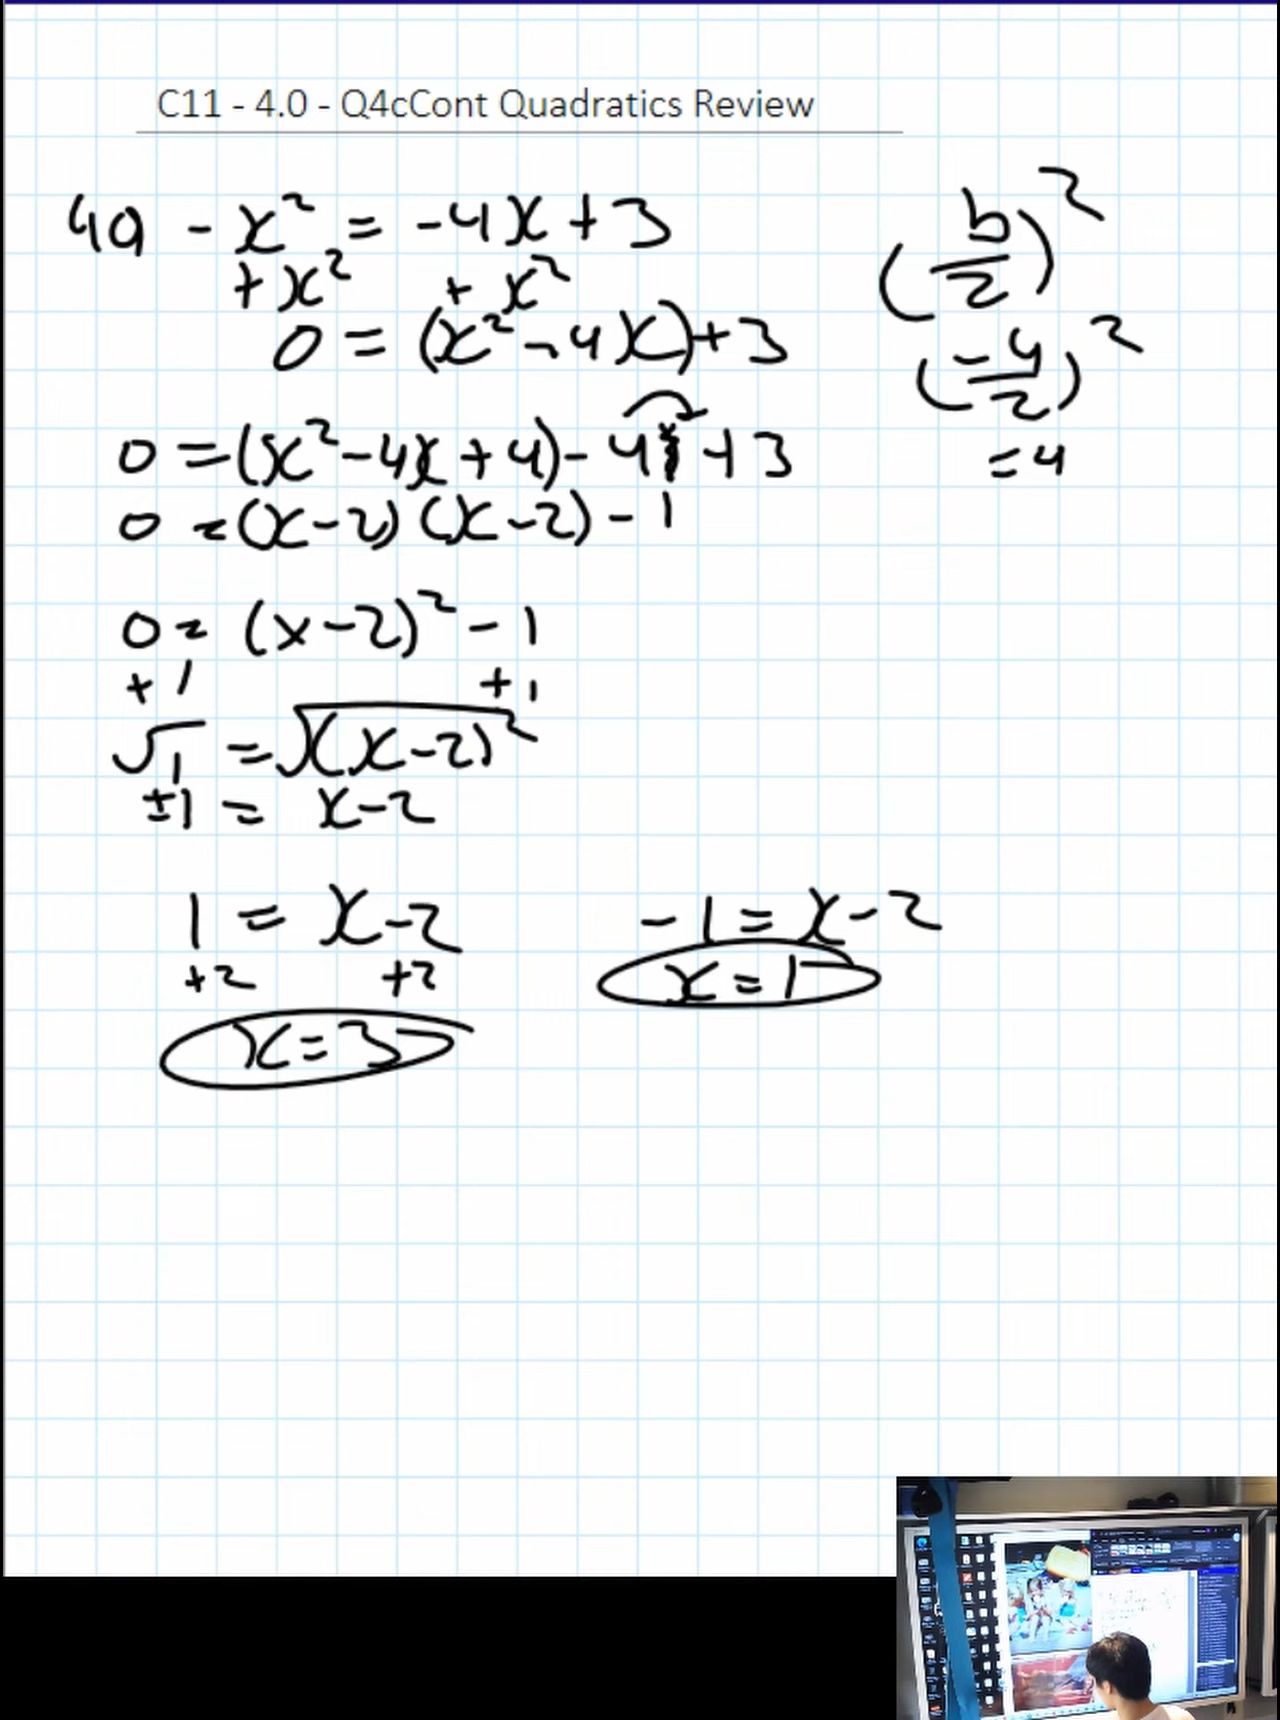 C11 - 4.0 - Q4cCont Quadratics Review
4a - x² = -4x + 3
+x² + x²
0 = (x² - 4x) + 3
0 = (x² - 4x + 4) - 4 + 3
0 = (x - 2)(x - 2) - 1
0 = (x - 2)² - 1
+ 1 + 1
√1 = √(x - 2)²
±1 = x - 2
1 = x - 2
+2 +2
x = 3
-1 = x - 2
x = 1
(b/2)²
(-4/2)²
= 4